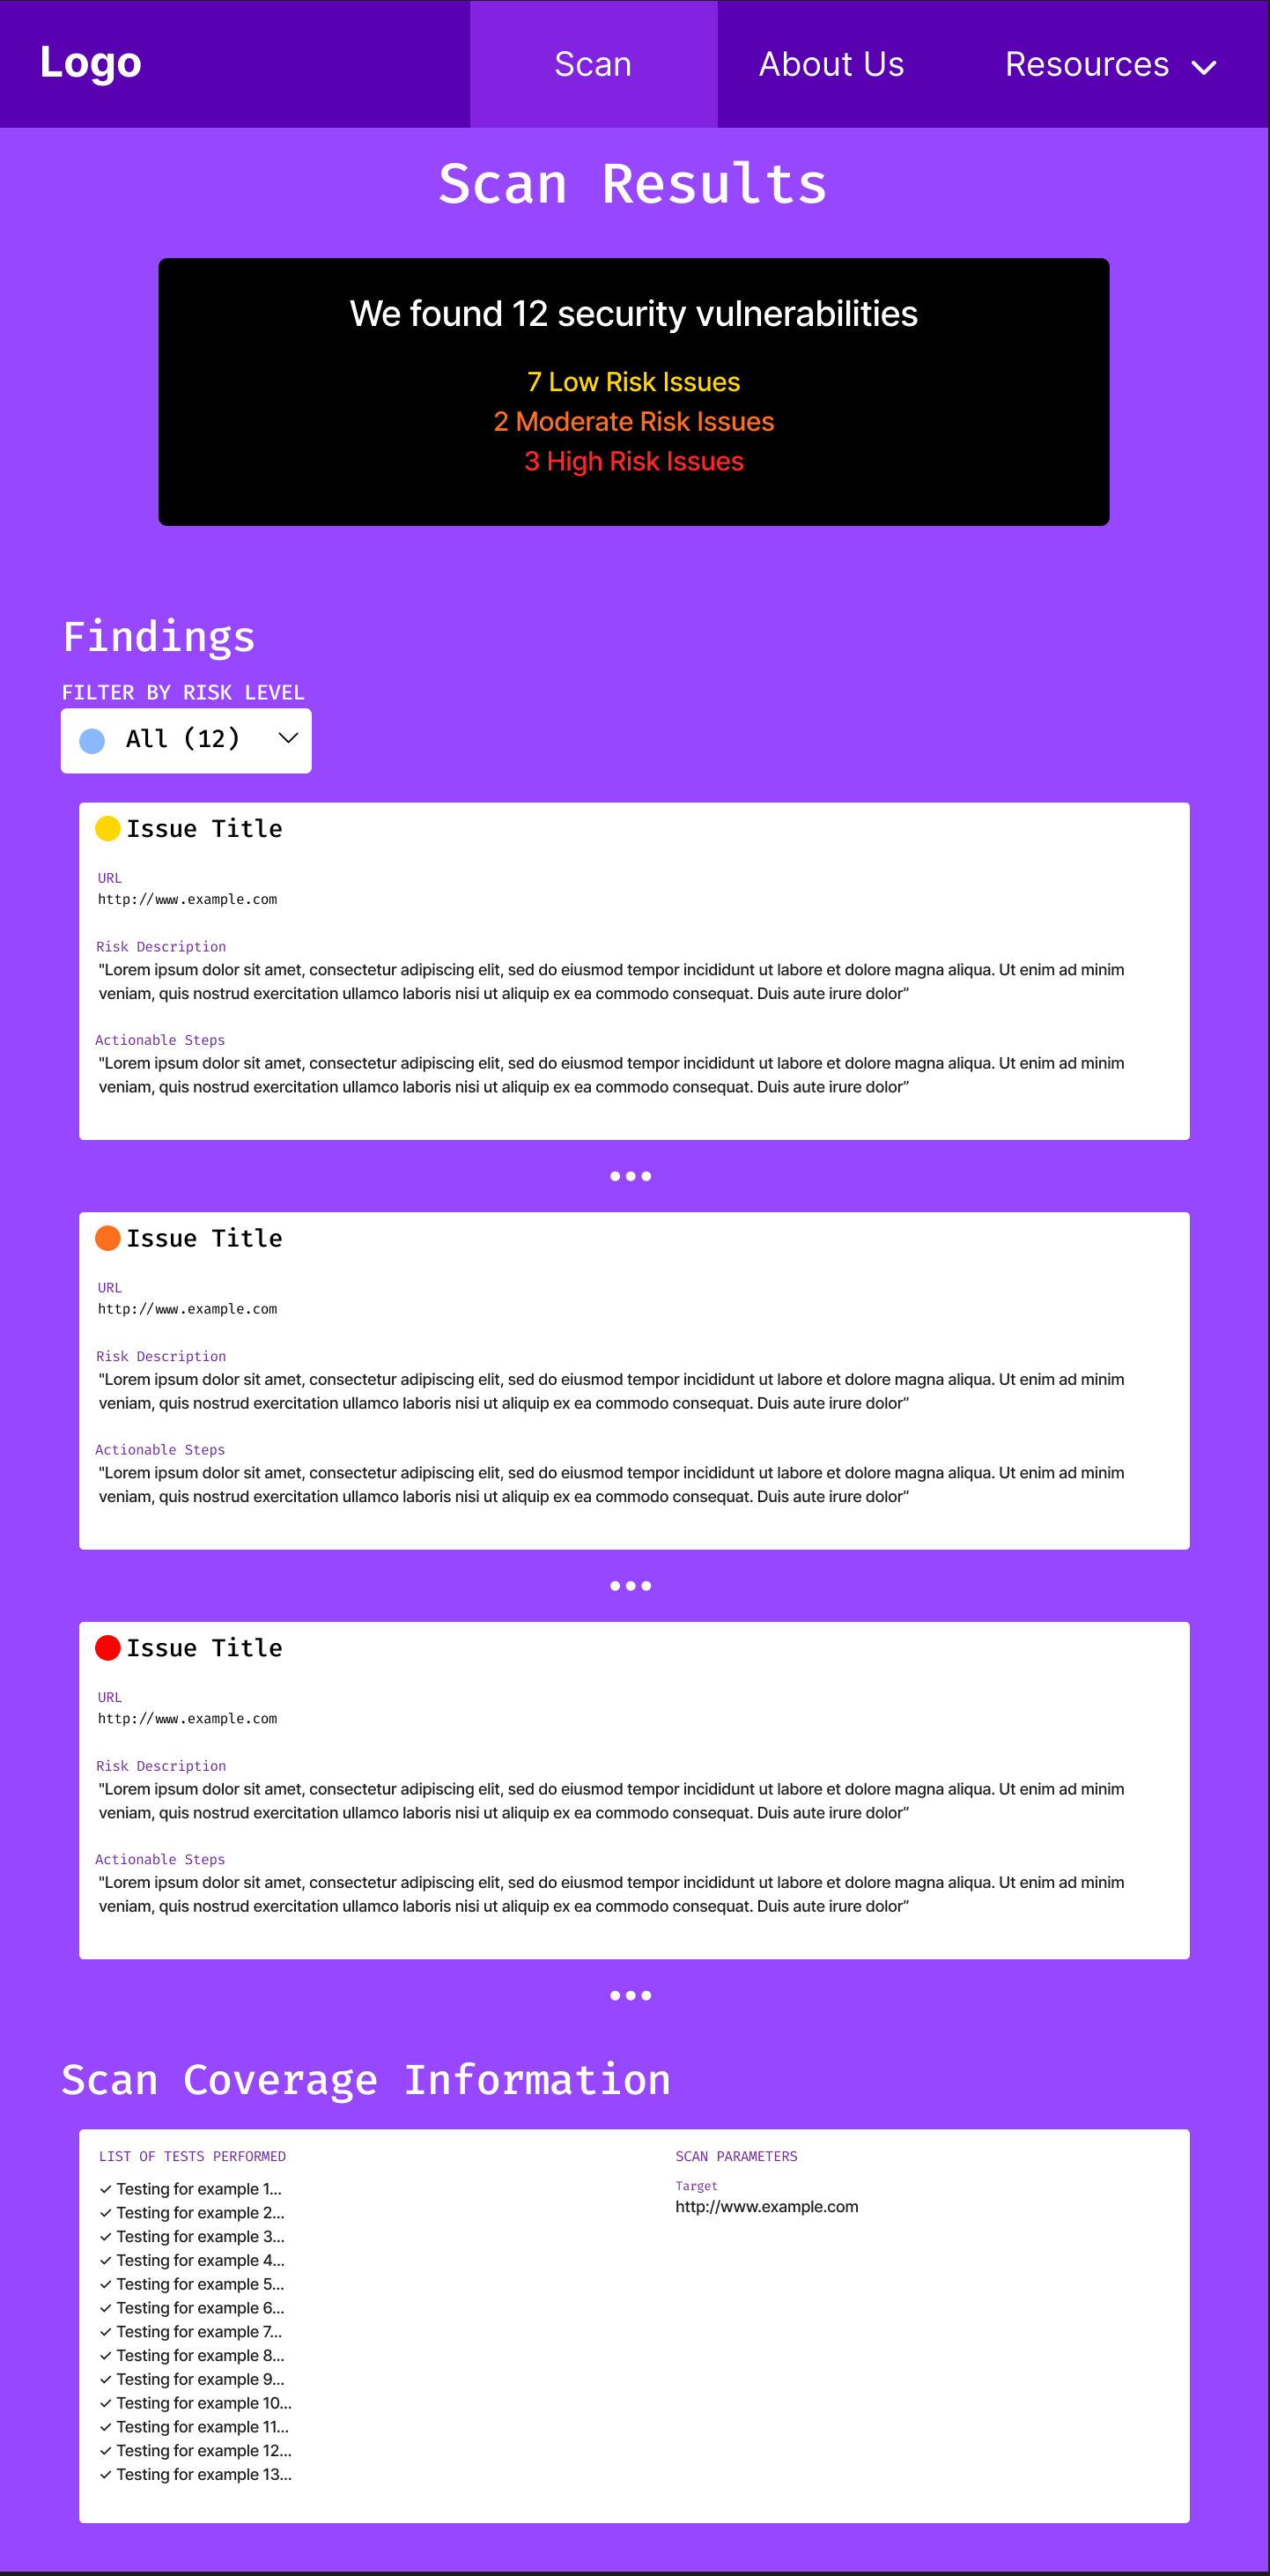 Logo
Scan
About Us
Resources
Scan Results
We found 12 security vulnerabilities
7 Low Risk Issues
2 Moderate Risk Issues
3 High Risk Issues
Findings
FILTER BY RISK LEVEL
All (12)
Issue Title
URL
http://www.example.com
Risk Description
"Lorem ipsum dolor sit amet, consectetur adipiscing elit, sed do eiusmod tempor incididunt ut labore et dolore magna aliqua. Ut enim ad minim
veniam, quis nostrud exercitation ullamco laboris nisi ut aliquip ex ea commodo consequat. Duis aute irure dolor”
Actionable Steps
"Lorem ipsum dolor sit amet, consectetur adipiscing elit, sed do eiusmod tempor incididunt ut labore et dolore magna aliqua. Ut enim ad minim
veniam, quis nostrud exercitation ullamco laboris nisi ut aliquip ex ea commodo consequat. Duis aute irure dolor”
Issue Title
URL
http://www.example.com
Risk Description
"Lorem ipsum dolor sit amet, consectetur adipiscing elit, sed do eiusmod tempor incididunt ut labore et dolore magna aliqua. Ut enim ad minim
veniam, quis nostrud exercitation ullamco laboris nisi ut aliquip ex ea commodo consequat. Duis aute irure dolor”
Actionable Steps
"Lorem ipsum dolor sit amet, consectetur adipiscing elit, sed do eiusmod tempor incididunt ut labore et dolore magna aliqua. Ut enim ad minim
veniam, quis nostrud exercitation ullamco laboris nisi ut aliquip ex ea commodo consequat. Duis aute irure dolor”
Issue Title
URL
http://www.example.com
Risk Description
"Lorem ipsum dolor sit amet, consectetur adipiscing elit, sed do eiusmod tempor incididunt ut labore et dolore magna aliqua. Ut enim ad minim
veniam, quis nostrud exercitation ullamco laboris nisi ut aliquip ex ea commodo consequat. Duis aute irure dolor”
Actionable Steps
"Lorem ipsum dolor sit amet, consectetur adipiscing elit, sed do eiusmod tempor incididunt ut labore et dolore magna aliqua. Ut enim ad minim
veniam, quis nostrud exercitation ullamco laboris nisi ut aliquip ex ea commodo consequat. Duis aute irure dolor”
Scan Coverage Information
LIST OF TESTS PERFORMED
✓ Testing for example 1...
✓ Testing for example 2...
✓ Testing for example 3...
✓ Testing for example 4...
✓ Testing for example 5...
✓ Testing for example 6...
✓ Testing for example 7...
✓ Testing for example 8...
✓ Testing for example 9...
✓ Testing for example 10...
✓ Testing for example 11...
✓ Testing for example 12...
✓ Testing for example 13...
SCAN PARAMETERS
Target
http://www.example.com